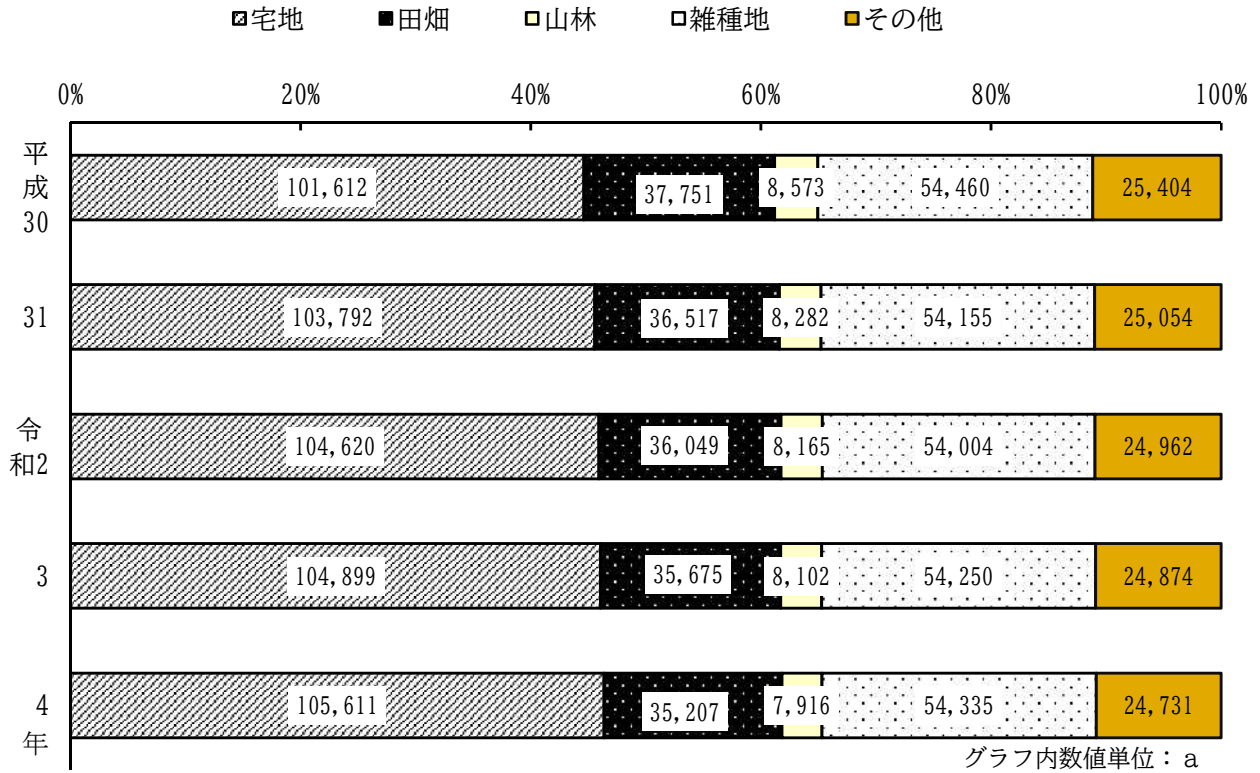 宅地 田畑 山林 雑種地 その他
0% 20% 40% 60% 80% 100%
平成30 101,612 37,751 8,573 54,460 25,404
31 103,792 36,517 8,282 54,155 25,054
令和2 104,620 36,049 8,165 54,004 24,962
3 104,899 35,675 8,102 54,250 24,874
4年 105,611 35,207 7,916 54,335 24,731
グラフ内数値単位：a